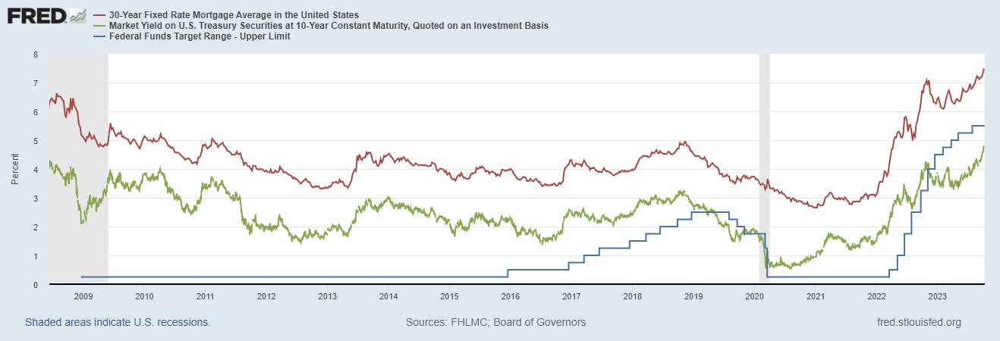 FRED
30-Year Fixed Rate Mortgage Average in the United States
Market Yield on U.S. Treasury Securities at 10-Year Constant Maturity, Quoted on an Investment Basis
Federal Funds Target Range - Upper Limit
Percent
8
7
6
5
4
3
2
1
0
2009 2010 2011 2012 2013 2014 2015 2016 2017 2018 2019 2020 2021 2022 2023
Shaded areas indicate U.S. recessions.
Sources: FHLMC; Board of Governors
fred.stlouisfed.org